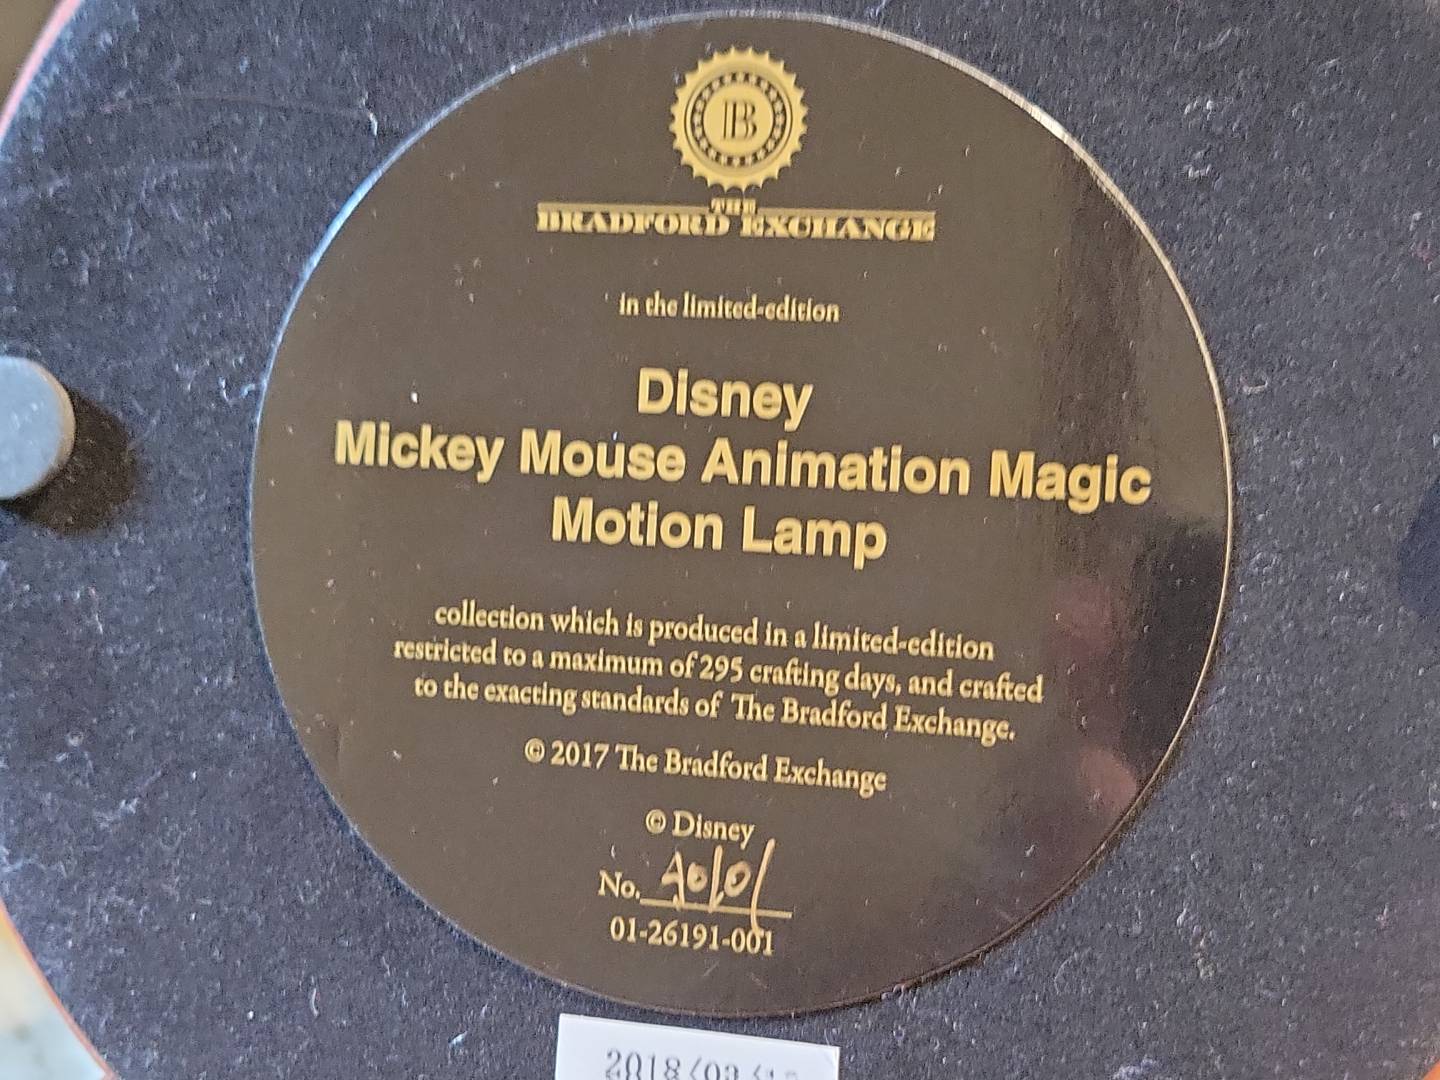 B
THE
BRADFORD EXCHANGE
in the limited-edition
Disney
Mickey Mouse Animation Magic
Motion Lamp
collection which is produced in a limited-edition
restricted to a maximum of 295 crafting days, and crafted
to the exacting standards of The Bradford Exchange.
© 2017 The Bradford Exchange
© Disney
No.
01-26191-001